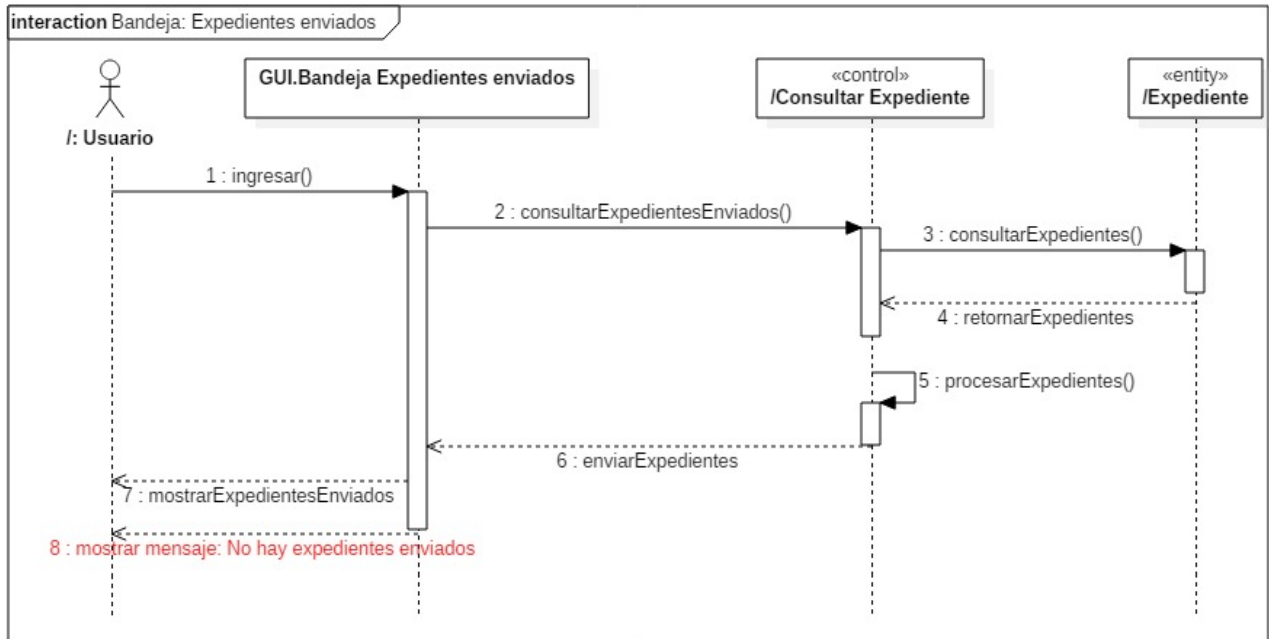 interaction Bandeja: Expedientes enviados
GUI.Bandeja Expedientes enviados
«control»
/Consultar Expediente
«entity»
/Expediente
/: Usuario
1 : ingresar()
2 : consultarExpedientesEnviados()
3 : consultarExpedientes()
4 : retornarExpedientes
5 : procesarExpedientes()
6 : enviarExpedientes
7 : mostrarExpedientesEnviados
8 : mostrar mensaje: No hay expedientes enviados